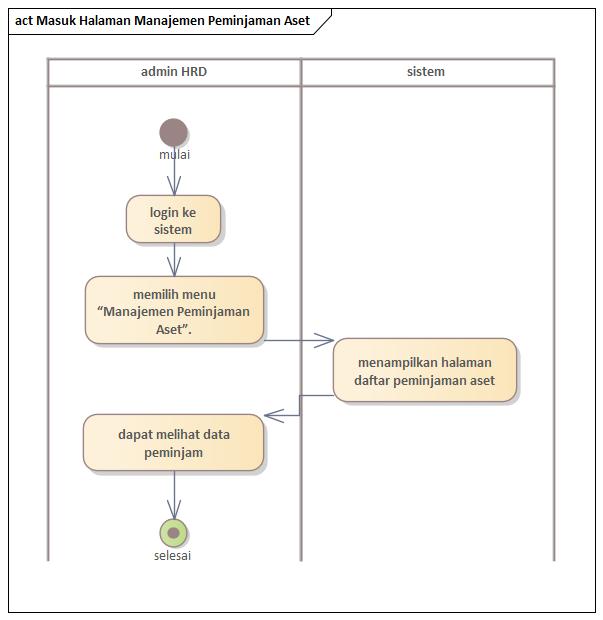 act Masuk Halaman Manajemen Peminjaman Aset
admin HRD
sistem
mulai
login ke
sistem
memilih menu
“Manajemen Peminjaman
Aset”.
menampilkan halaman
daftar peminjaman aset
dapat melihat data
peminjam
selesai